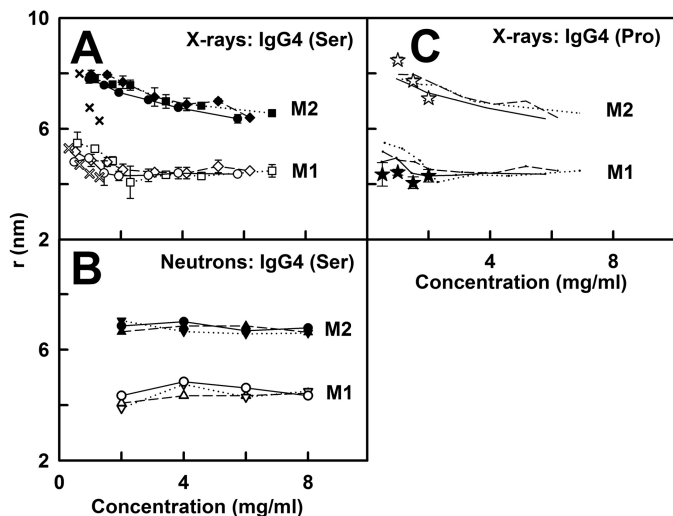 10
A
X-rays: IgG4 (Ser)
C
X-rays: IgG4 (Pro)
M2
M2
6
M1
M1
2
4
8
r (nm)
Concentration (mg/ml)
B
Neutrons: IgG4 (Ser)
M2
6
M1
2
0
4
8
Concentration (mg/ml)